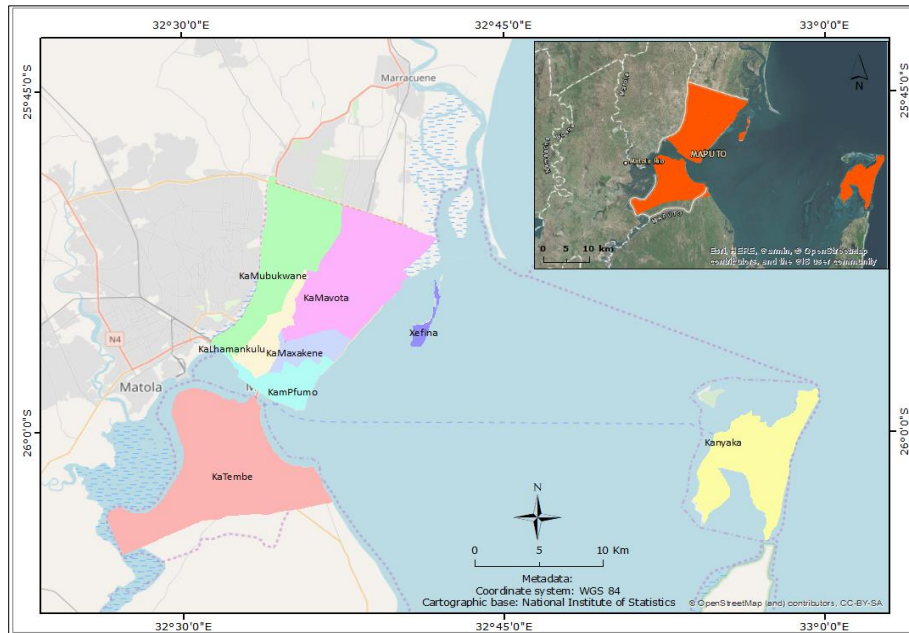 32°30'0"E
32°45'0"E
33°0'0"E
25°45'0"S
25°45'0"S
Marracuene
N
MAPUTO
Matola Rio
MAPUTO
0 5 10 km
Esri, HERE, Garmin, © OpenStreetMap
contributors, and the GIS user community
KaMubukwane
KaMavota
Xefina
N4
KaLhamankulu
KaMaxakene
Matola
M
KamPfumo
26°0'0"S
26°0'0"S
Kanyaka
KaTembe
N
0 5 10 Km
Metadata:
Coordinate system: WGS 84
Cartographic base: National Institute of Statistics
© OpenStreetMap (and) contributors, CC-BY-SA
32°30'0"E
32°45'0"E
33°0'0"E